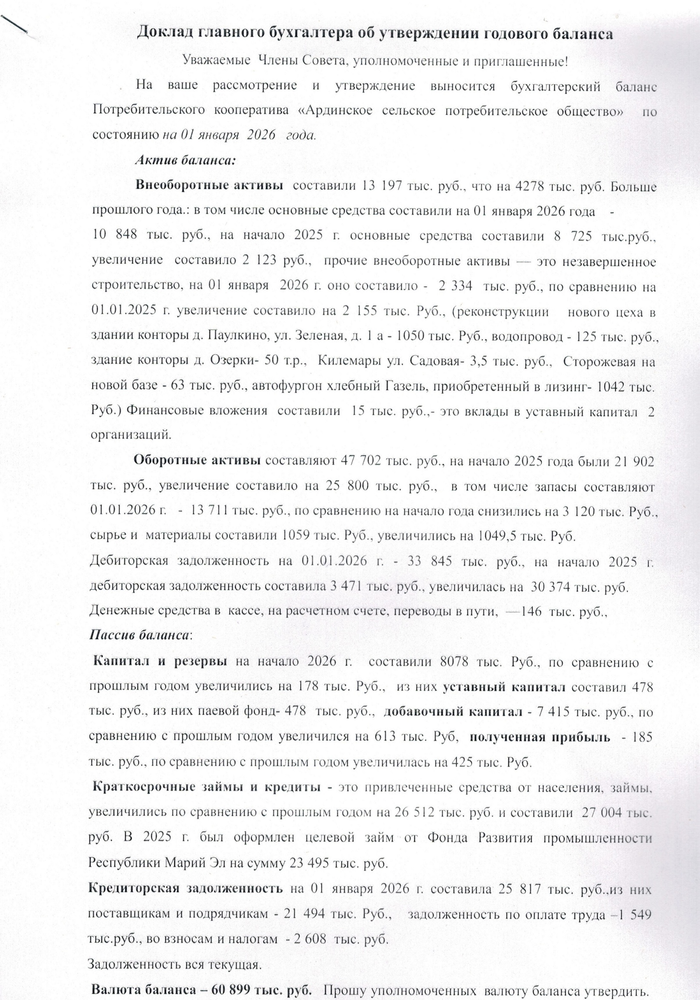 Доклад главного бухгалтера об утверждении годового баланса
Уважаемые Члены Совета, уполномоченные и приглашенные!
На ваше рассмотрение и утверждение выносится бухгалтерский баланс
Потребительского кооператива «Ардинское сельское потребительское общество» по
состоянию на 01 января 2026 года.
Актив баланса:
Внеоборотные активы составили 13 197 тыс. руб., что на 4278 тыс. руб. Больше
прошлого года.: в том числе основные средства составили на 01 января 2026 года -
10 848 тыс. руб., на начало 2025 г. основные средства составили 8 725 тыс.руб.,
увеличение составило 2 123 руб., прочие внеоборотные активы — это незавершенное
строительство, на 01 января 2026 г. оно составило - 2 334 тыс. руб., по сравнению на
01.01.2025 г. увеличение составило на 2 155 тыс. Руб., (реконструкции нового цеха в
здании конторы д. Паулкино, ул. Зеленая, д. 1 а - 1050 тыс. Руб., водопровод - 125 тыс. руб.,
здание конторы д. Озерки- 50 т.р., Килемары ул. Садовая- 3,5 тыс. руб., Сторожевая на
новой базе - 63 тыс. руб., автофургон хлебный Газель, приобретенный в лизинг- 1042 тыс.
Руб.) Финансовые вложения составили 15 тыс. руб.,- это вклады в уставный капитал 2
организаций.
Оборотные активы составляют 47 702 тыс. руб., на начало 2025 года были 21 902
тыс. руб., увеличение составило на 25 800 тыс. руб., в том числе запасы составляют
01.01.2026 г. - 13 711 тыс. руб., по сравнению на начало года снизились на 3 120 тыс. Руб.,
сырье и материалы составили 1059 тыс. Руб., увеличились на 1049,5 тыс. Руб.
Дебиторская задолженность на 01.01.2026 г. - 33 845 тыс. руб., на начало 2025 г.
дебиторская задолженность составила 3 471 тыс. руб., увеличилась на 30 374 тыс. руб.
Денежные средства в кассе, на расчетном счете, переводы в пути, —146 тыс. руб.,
Пассив баланса:
Капитал и резервы на начало 2026 г. составили 8078 тыс. Руб., по сравнению с
прошлым годом увеличились на 178 тыс. Руб., из них уставный капитал составил 478
тыс. руб., из них паевой фонд- 478 тыс. руб., добавочный капитал - 7 415 тыс. руб., по
сравнению с прошлым годом увеличился на 613 тыс. Руб, полученная прибыль - 185
тыс. руб., по сравнению с прошлым годом увеличилась на 425 тыс. Руб.
Краткосрочные займы и кредиты - это привлеченные средства от населения, займы,
увеличились по сравнению с прошлым годом на 26 512 тыс. руб. и составили 27 004 тыс.
руб. В 2025 г. был оформлен целевой займ от Фонда Развития промышленности
Республики Марий Эл на сумму 23 495 тыс. руб.
Кредиторская задолженность на 01 января 2026 г. составила 25 817 тыс. руб.,из них
поставщикам и подрядчикам - 21 494 тыс. Руб., задолженность по оплате труда –1 549
тыс.руб., во взносам и налогам - 2 608 тыс. руб.
Задолженность вся текущая.
Валюта баланса – 60 899 тыс. руб. Прошу уполномоченных валюту баланса утвердить.